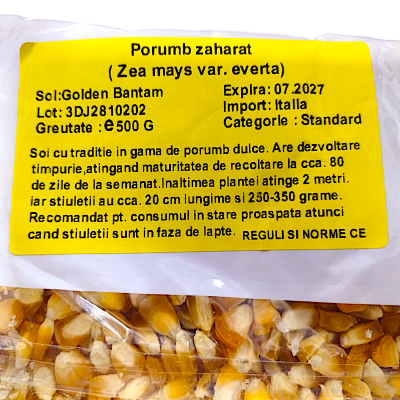 Porumb zaharat
( Zea mays var. everta)
Soi:Golden Bantam
Expira: 07.2027
Lot: 3DJ2810202
Import: Italia
Greutate : e 500 G
Categorie : Standard
Soi cu traditie in gama de porumb dulce. Are dezvoltare
timpurie,atingand maturitatea de recoltare la cca. 80
de zile de la semanat.Inaltimea plantei atinge 2 metri.
iar stiuletii au cca. 20 cm lungime si 250-350 grame.
Recomandat pt. consumul in stare proaspata atunci
cand stiuletii sunt in faza de lapte. REGULI SI NORME CE